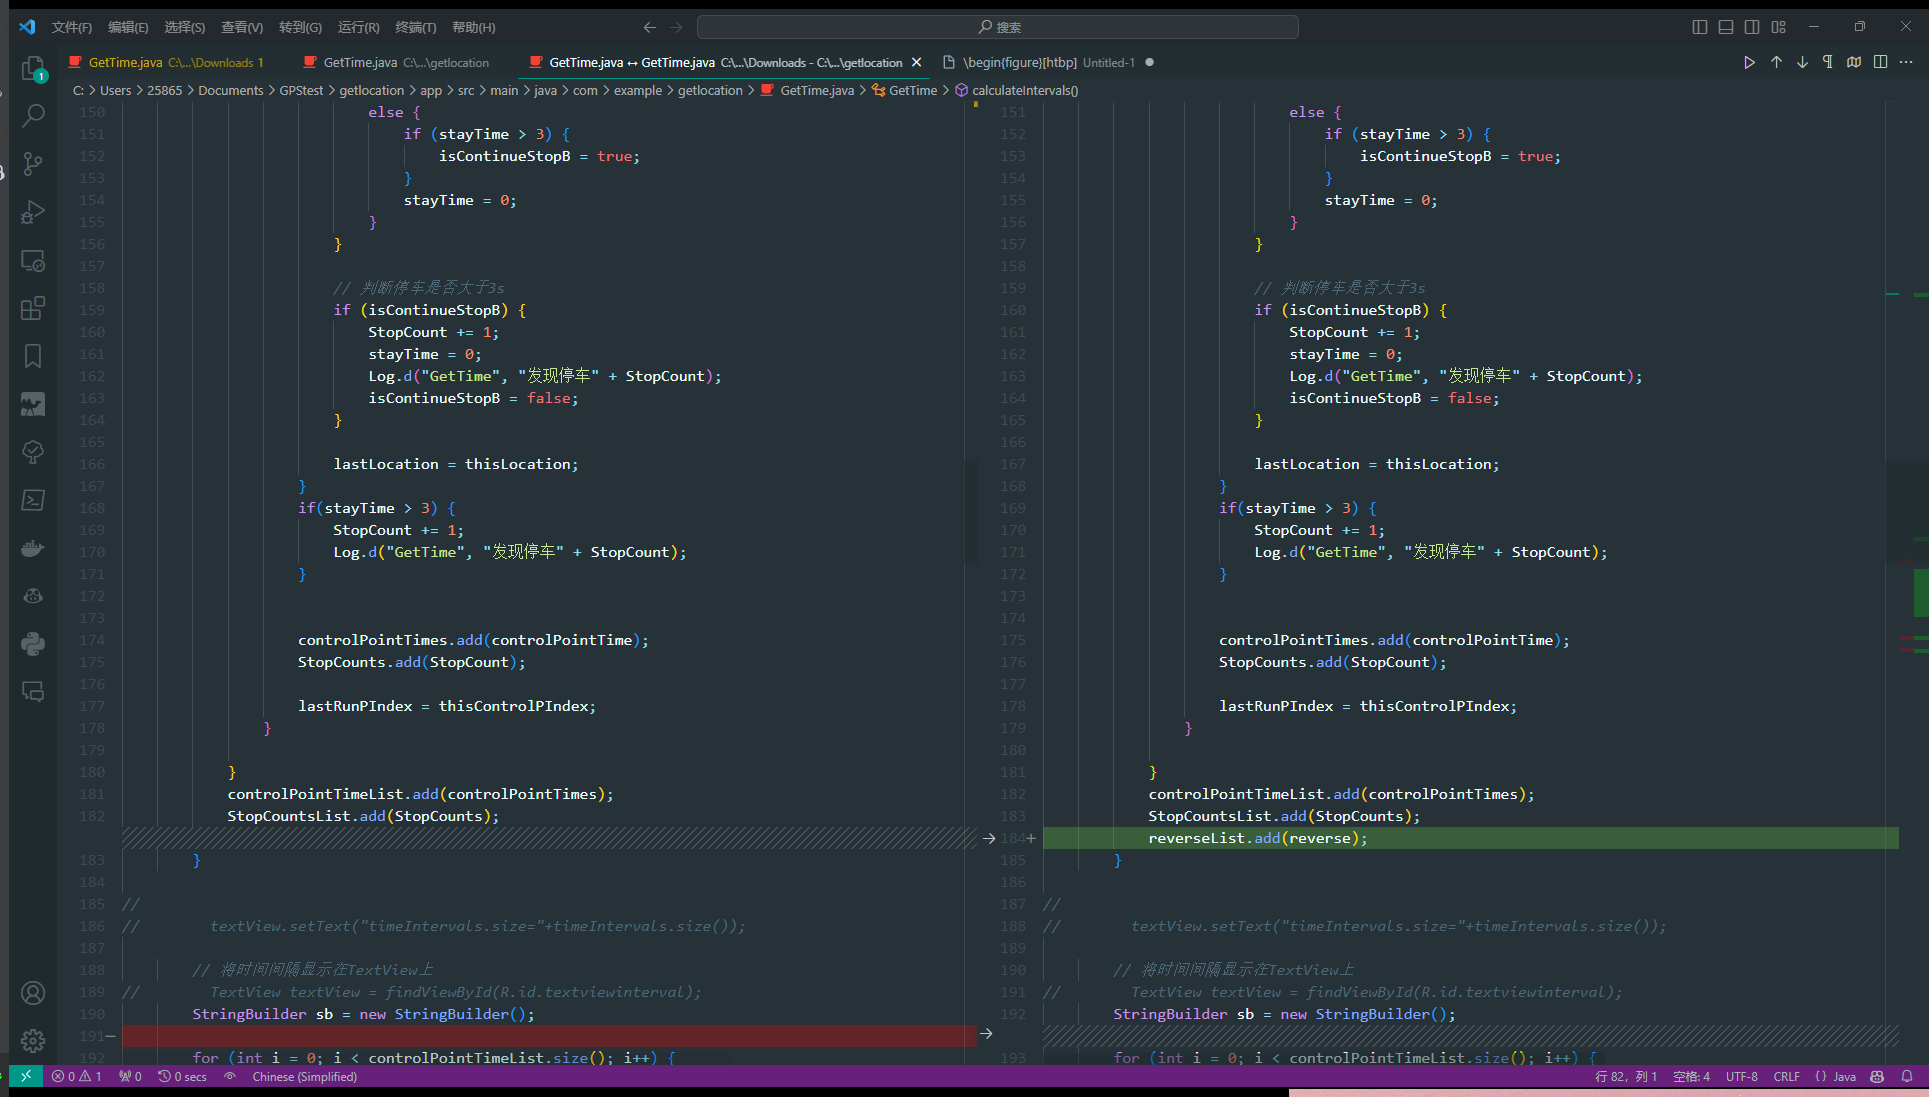 文件(F) 编辑(E) 选择(S) 查看(V) 转到(G) 运行(R) 终端(T) 帮助(H) 搜索
GetTime.java C:\...\Downloads 1 GetTime.java C:\...\getlocation GetTime.java ↔ GetTime.java C:\...\Downloads - C:\...\getlocation \begin{figure}[htbp] Untitled-1
C: > Users > 25865 > Documents > GPStest > getlocation > app > src > main > java > com > example > getlocation > GetTime.java > GetTime > calculateIntervals()
150 else {
151 if (stayTime > 3) {
152 isContinueStopB = true;
153 }
154 stayTime = 0;
155 }
156 }
157
158 // 判断停车是否大于3s
159 if (isContinueStopB) {
160 StopCount += 1;
161 stayTime = 0;
162 Log.d("GetTime", "发现停车" + StopCount);
163 isContinueStopB = false;
164 }
165
166 lastLocation = thisLocation;
167 }
168 if(stayTime > 3) {
169 StopCount += 1;
170 Log.d("GetTime", "发现停车" + StopCount);
171 }
172
173
174 controlPointTimes.add(controlPointTime);
175 StopCounts.add(StopCount);
176
177 lastRunPIndex = thisControlPIndex;
178 }
179
180 }
181 controlPointTimeList.add(controlPointTimes);
182 StopCountsList.add(StopCounts);
183 }
184
185 //
186 // textView.setText("timeIntervals.size="+timeIntervals.size());
187
188 // 将时间间隔显示在TextView上
189 // TextView textView = findViewById(R.id.textviewinterval);
190 StringBuilder sb = new StringBuilder();
191−
192 for (int i = 0; i < controlPointTimeList.size(); i++) {
151 else {
152 if (stayTime > 3) {
153 isContinueStopB = true;
154 }
155 stayTime = 0;
156 }
157 }
158
159 // 判断停车是否大于3s
160 if (isContinueStopB) {
161 StopCount += 1;
162 stayTime = 0;
163 Log.d("GetTime", "发现停车" + StopCount);
164 isContinueStopB = false;
165 }
166
167 lastLocation = thisLocation;
168 }
169 if(stayTime > 3) {
170 StopCount += 1;
171 Log.d("GetTime", "发现停车" + StopCount);
172 }
173
174
175 controlPointTimes.add(controlPointTime);
176 StopCounts.add(StopCount);
177
178 lastRunPIndex = thisControlPIndex;
179 }
180
181 }
182 controlPointTimeList.add(controlPointTimes);
183 StopCountsList.add(StopCounts);
184+ reverseList.add(reverse);
185 }
186
187 //
188 // textView.setText("timeIntervals.size="+timeIntervals.size());
189
190 // 将时间间隔显示在TextView上
191 // TextView textView = findViewById(R.id.textviewinterval);
192 StringBuilder sb = new StringBuilder();
193 for (int i = 0; i < controlPointTimeList.size(); i++) {
0 1 0 0 secs Chinese (Simplified) 行 82，列 1 空格: 4 UTF-8 CRLF {} Java